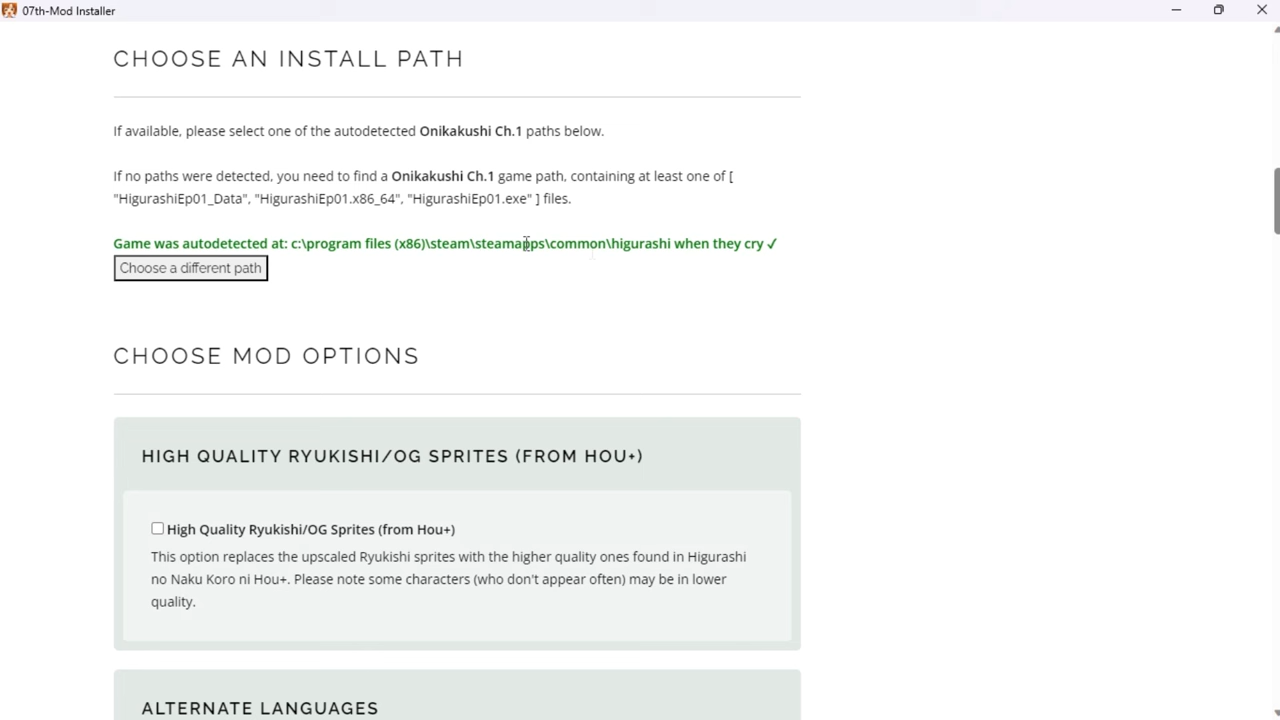 07th-Mod Installer
CHOOSE AN INSTALL PATH
If available, please select one of the autodetected Onikakushi Ch.1 paths below.
If no paths were detected, you need to find a Onikakushi Ch.1 game path, containing at least one of [
"HigurashiEp01_Data", "HigurashiEp01.x86_64", "HigurashiEp01.exe" ] files.
Game was autodetected at: c:\program files (x86)\steam\steamapps\common\higurashi when they cry ✓
Choose a different path
CHOOSE MOD OPTIONS
HIGH QUALITY RYUKISHI/OG SPRITES (FROM HOU+)
High Quality Ryukishi/OG Sprites (from Hou+)
This option replaces the upscaled Ryukishi sprites with the higher quality ones found in Higurashi
no Naku Koro ni Hou+. Please note some characters (who don't appear often) may be in lower
quality.
ALTERNATE LANGUAGES